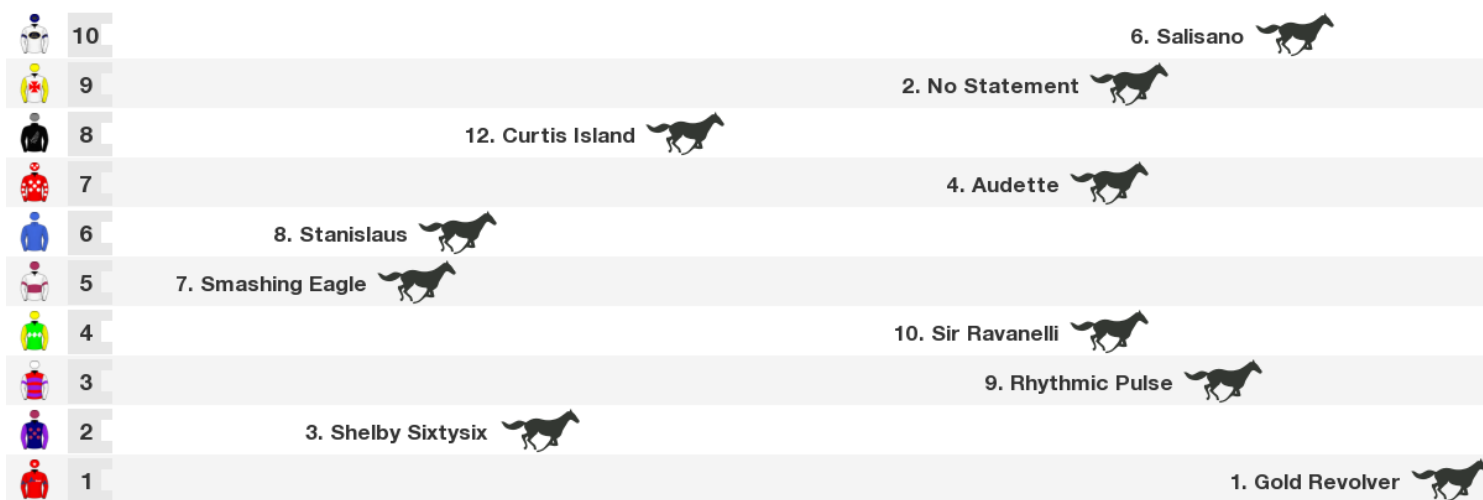 10 6. Salisano
9 2. No Statement
8 12. Curtis Island
7 4. Audette
6 8. Stanislaus
5 7. Smashing Eagle
4 10. Sir Ravanelli
3 9. Rhythmic Pulse
2 3. Shelby Sixtysix
1 1. Gold Revolver